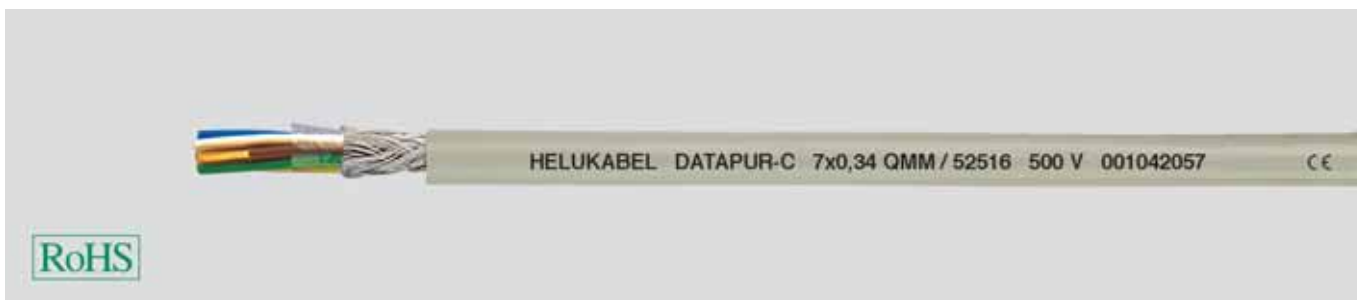 HELUKABEL DATAPUR-C 7x0,34 QMM / 52516 500 V 001042057 CE
RoHS